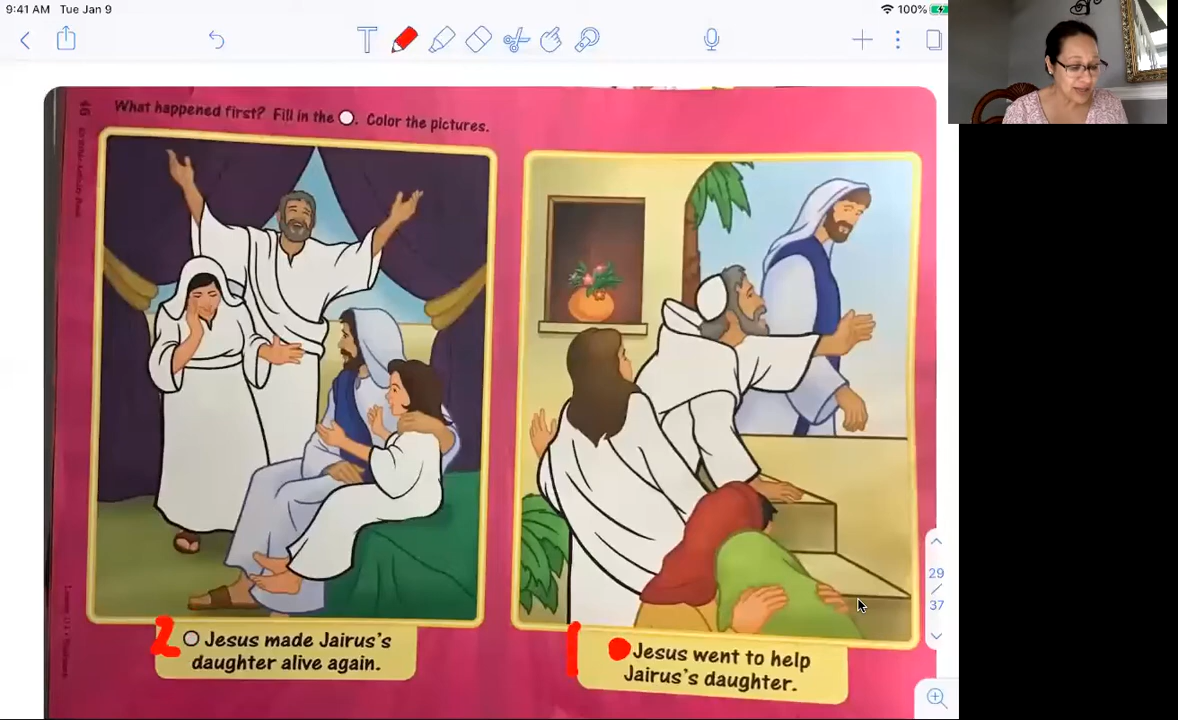 9:41 AM Tue Jan 9
100%
T
46
What happened first? Fill in the . Color the pictures.
29
/
37
2 Jesus made Jairus's
daughter alive again.
1 Jesus went to help
Jairus's daughter.